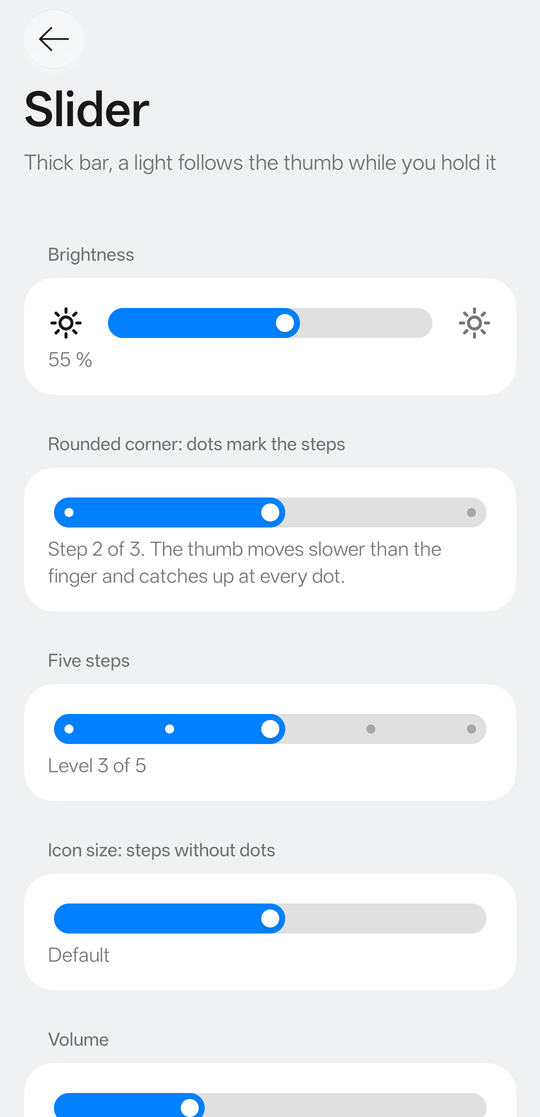 Slider
Thick bar, a light follows the thumb while you hold it
Brightness
55 %
Rounded corner: dots mark the steps
Step 2 of 3. The thumb moves slower than the
finger and catches up at every dot.
Five steps
Level 3 of 5
Icon size: steps without dots
Default
Volume